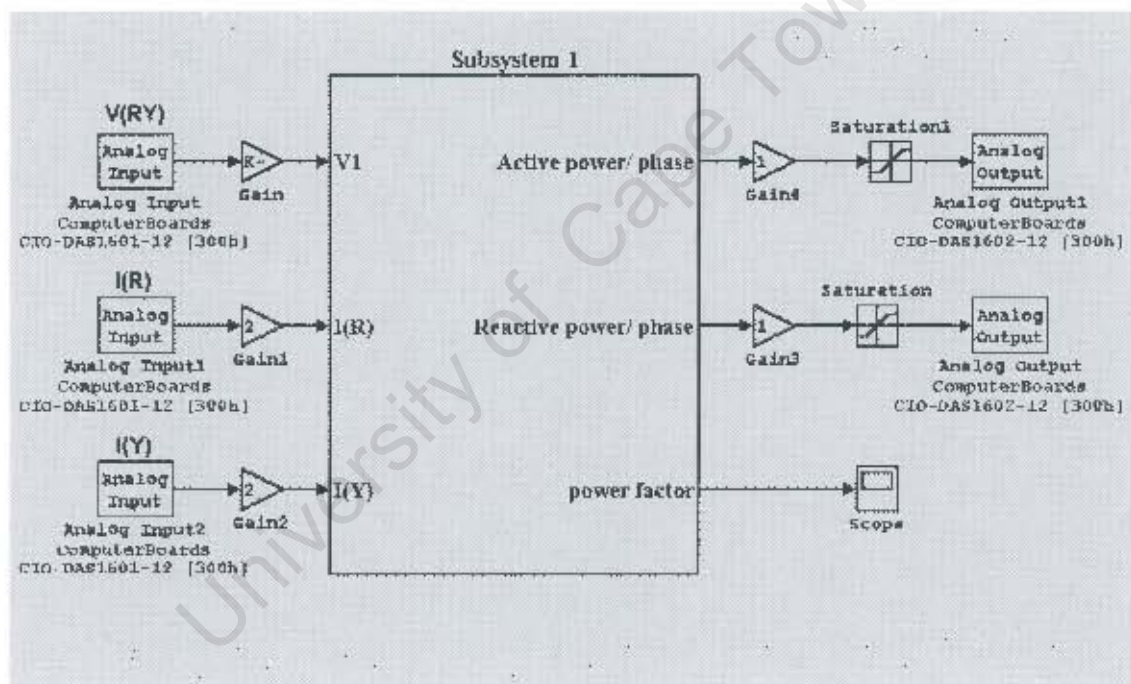 Subsystem 1
V(RY)
Analog
Input
K-
Gain
Analog Input
ComputerBoards
CIO-DAS1601-12 [300h]
V1
I(R)
Analog
Input
2
Gain1
Analog Input1
ComputerBoards
CIO-DAS1601-12 [300h]
I(R)
I(Y)
Analog
Input
2
Gain2
Analog Input2
ComputerBoards
CIO-DAS1601-12 [300h]
I(Y)
Active power/ phase
1
Gain4
Saturation1
Analog
Output
Analog Output1
ComputerBoards
CIO-DAS1602-12 [300h]
Reactive power/ phase
1
Gain3
Saturation
Analog
Output
Analog Output
ComputerBoards
CIO-DAS1602-12 [300h]
power factor
Scope
University of Cape Tow